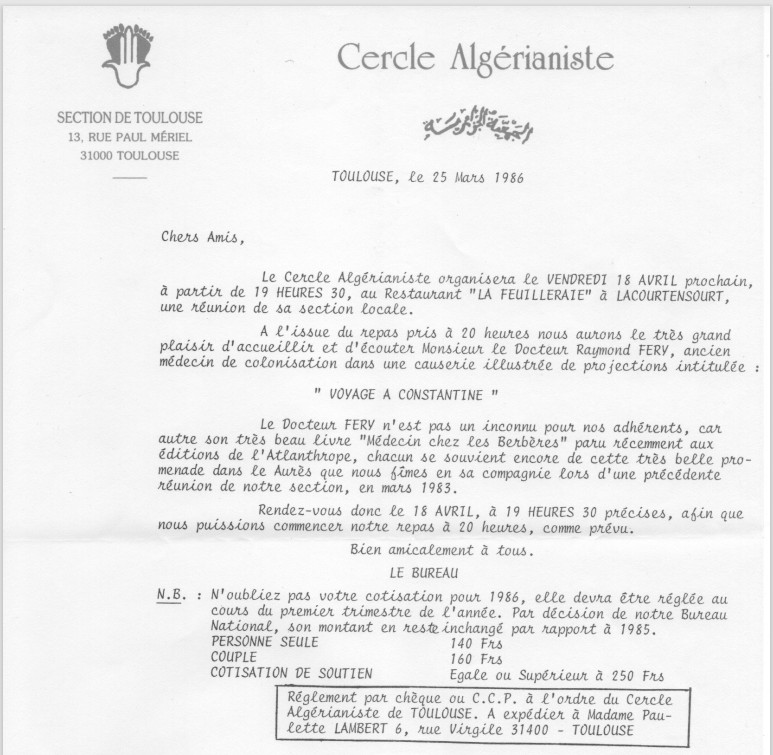 Cercle Algérianiste
SECTION DE TOULOUSE
13, RUE PAUL MÉRIEL
31000 TOULOUSE
TOULOUSE, le 25 Mars 1986
Chers Amis,
Le Cercle Algérianiste organisera le VENDREDI 18 AVRIL prochain,
à partir de 19 HEURES 30, au Restaurant "LA FEUILLERAIE" à LACOURTENSOURT,
une réunion de sa section locale.
A l'issue du repas pris à 20 heures nous aurons le très grand
plaisir d'accueillir et d'écouter Monsieur le Docteur Raymond FERY, ancien
médecin de colonisation dans une causerie illustrée de projections intitulée :
" VOYAGE A CONSTANTINE "
Le Docteur FERY n'est pas un inconnu pour nos adhérents, car
autre son très beau livre "Médecin chez les Berbères" paru récemment aux
éditions de l'Atlanthrope, chacun se souvient encore de cette très belle pro-
menade dans le Aurès que nous fîmes en sa compagnie lors d'une précédente
réunion de notre section, en mars 1983.
Rendez-vous donc le 18 AVRIL, à 19 HEURES 30 précises, afin que
nous puissions commencer notre repas à 20 heures, comme prévu.
Bien amicalement à tous.
LE BUREAU
N.B. : N'oubliez pas votre cotisation pour 1986, elle devra être réglée au
cours du premier trimestre de l'année. Par décision de notre Bureau
National, son montant en reste inchangé par rapport à 1985.
PERSONNE SEULE 140 Frs
COUPLE 160 Frs
COTISATION DE SOUTIEN Egale ou Supérieur à 250 Frs
Réglement par chèque ou C.C.P. à l'ordre du Cercle
Algérianiste de TOULOUSE. A expédier à Madame Pau-
lette LAMBERT 6, rue Virgile 31400 - TOULOUSE